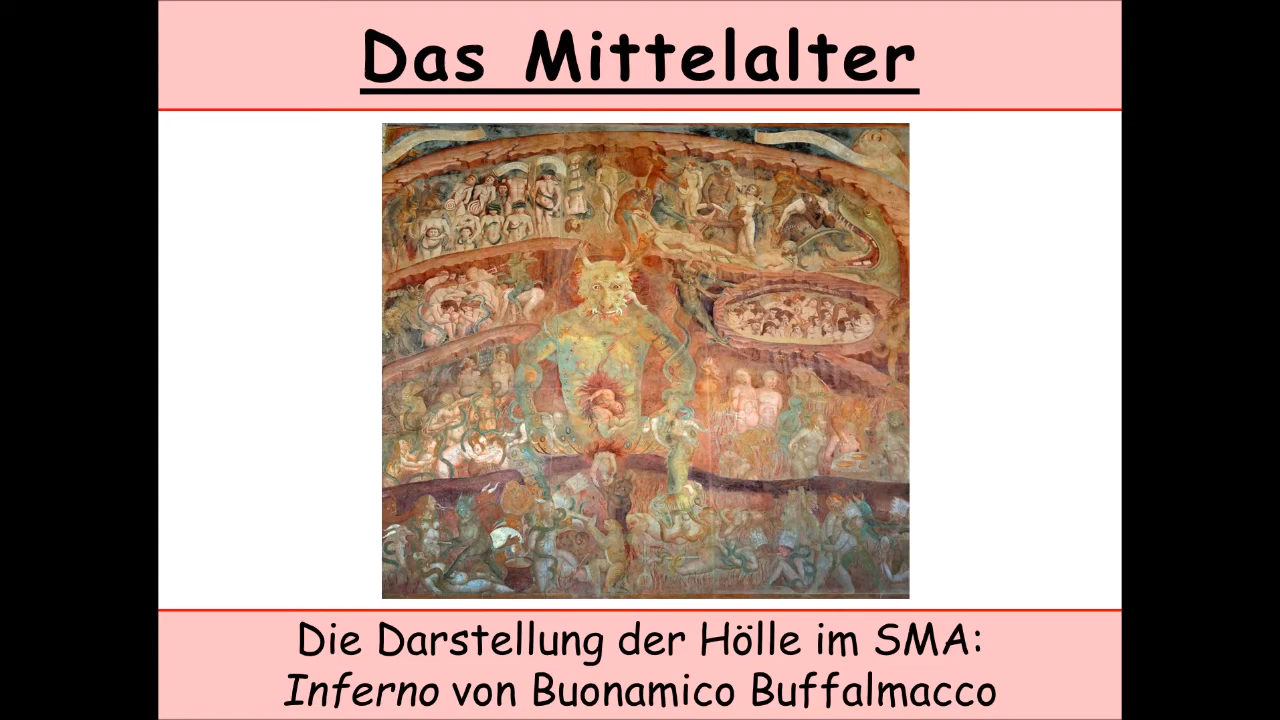 Das Mittelalter
Die Darstellung der Hölle im SMA:
Inferno von Buonamico Buffalmacco